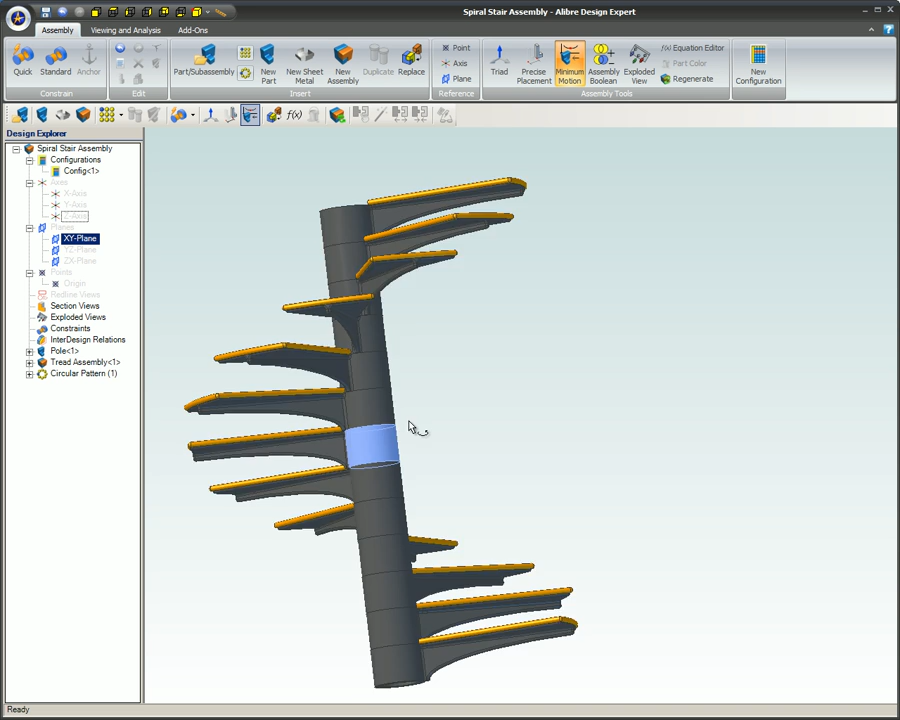 Spiral Stair Assembly - Alibre Design Expert
Assembly
Viewing and Analysis
Add-Ons
Quick
Standard
Anchor
Constrain
Edit
Part/Subassembly
New Part
New Sheet Metal
New Assembly
Duplicate
Replace
Insert
Point
Axis
Plane
Reference
Triad
Precise Placement
Minimum Motion
Assembly Boolean
Exploded View
f(x) Equation Editor
Part Color
Regenerate
Assembly Tools
New Configuration
f(x)
Design Explorer
Spiral Stair Assembly
Configurations
Config<1>
Axes
X-Axis
Y-Axis
Z-Axis
Planes
XY-Plane
YZ-Plane
ZX-Plane
Points
Origin
Redline Views
Section Views
Exploded Views
Constraints
InterDesign Relations
Pole<1>
Tread Assembly<1>
Circular Pattern (1)
Ready